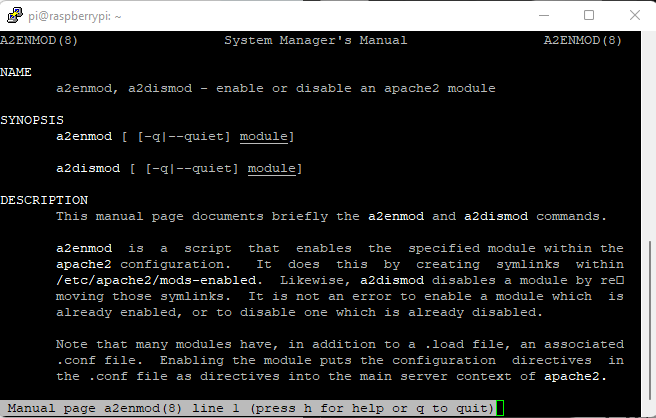 pi@raspberrypi: ~
A2ENMOD(8) System Manager's Manual A2ENMOD(8)
NAME
a2enmod, a2dismod - enable or disable an apache2 module
SYNOPSIS
a2enmod [ [-q|--quiet] module]
a2dismod [ [-q|--quiet] module]
DESCRIPTION
This manual page documents briefly the a2enmod and a2dismod commands.
a2enmod is a script that enables the specified module within the
apache2 configuration. It does this by creating symlinks within
/etc/apache2/mods-enabled. Likewise, a2dismod disables a module by re□
moving those symlinks. It is not an error to enable a module which is
already enabled, or to disable one which is already disabled.
Note that many modules have, in addition to a .load file, an associated
.conf file. Enabling the module puts the configuration directives in
the .conf file as directives into the main server context of apache2.
Manual page a2enmod(8) line 1 (press h for help or q to quit)